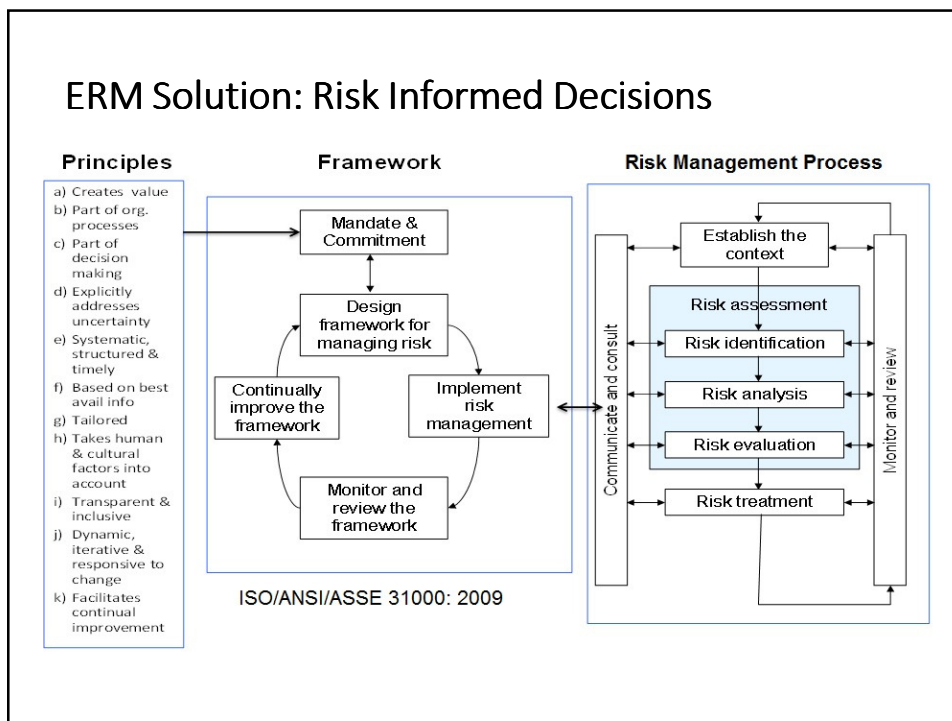 ERM Solution: Risk Informed Decisions
Principles
a) Creates value
b) Part of org.
processes
c) Part of
decision
making
d) Explicitly
addresses
uncertainty
e) Systematic,
structured &
timely
f) Based on best
avail info
g) Tailored
h) Takes human
& cultural
factors into
account
i) Transparent &
inclusive
j) Dynamic,
iterative &
responsive to
change
k) Facilitates
continual
improvement
Framework
Mandate &
Commitment
Design
framework for
managing risk
Implement
risk
management
Monitor and
review the
framework
Continually
improve the
framework
ISO/ANSI/ASSE 31000: 2009
Risk Management Process
Communicate and consult
Establish the
context
Risk assessment
Risk identification
Risk analysis
Risk evaluation
Risk treatment
Monitor and review